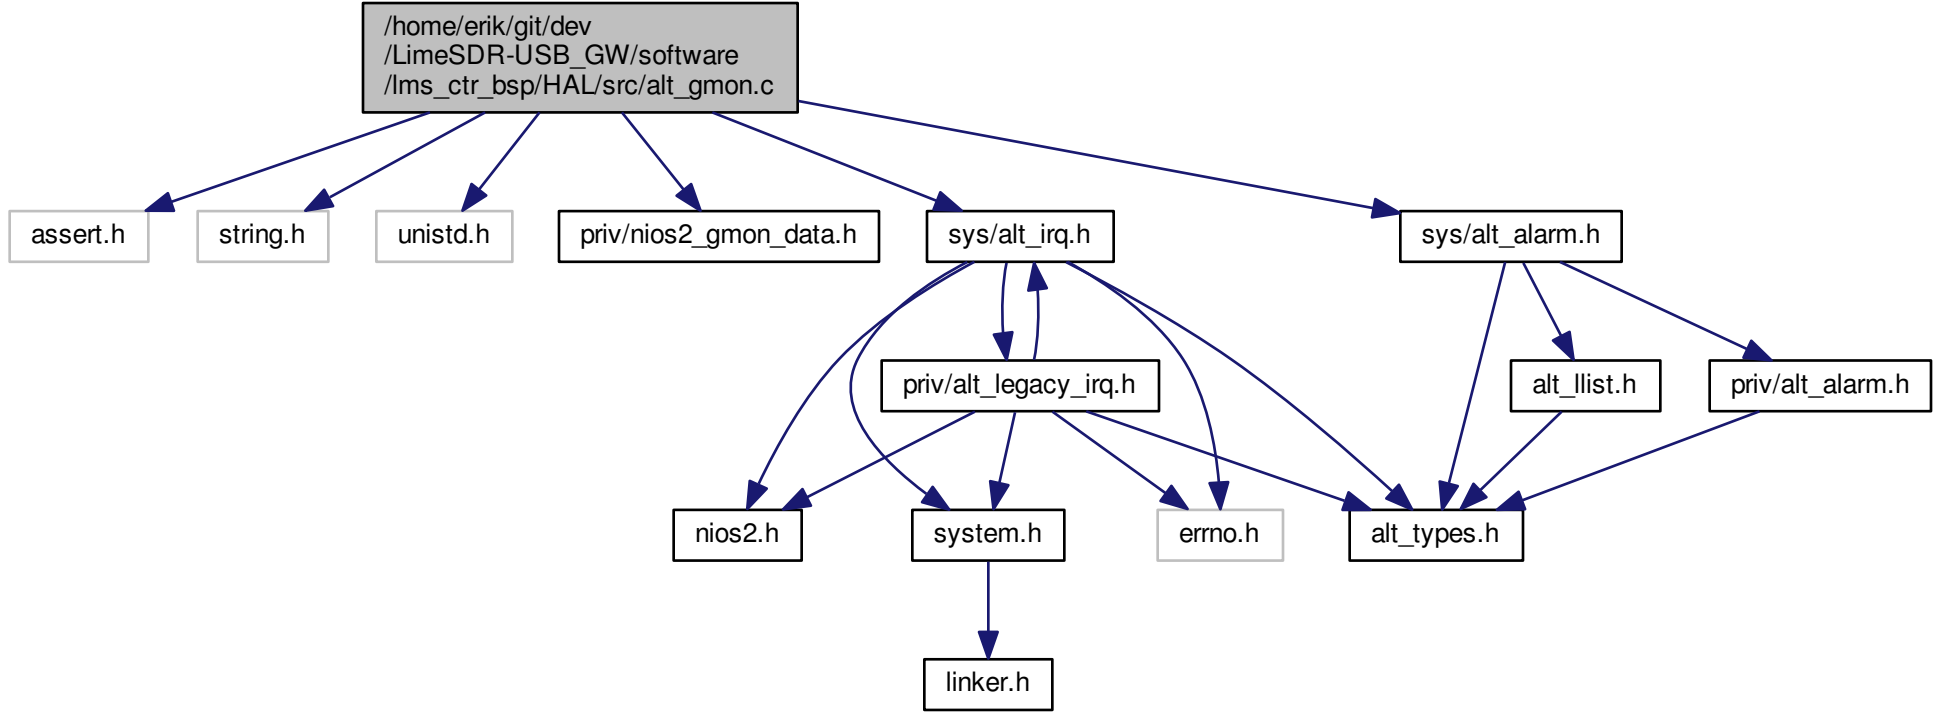 /home/erik/git/dev
/LimeSDR-USB_GW/software
/lms_ctr_bsp/HAL/src/alt_gmon.c
assert.h
string.h
unistd.h
priv/nios2_gmon_data.h
sys/alt_irq.h
sys/alt_alarm.h
priv/alt_legacy_irq.h
alt_llist.h
priv/alt_alarm.h
nios2.h
system.h
errno.h
alt_types.h
linker.h